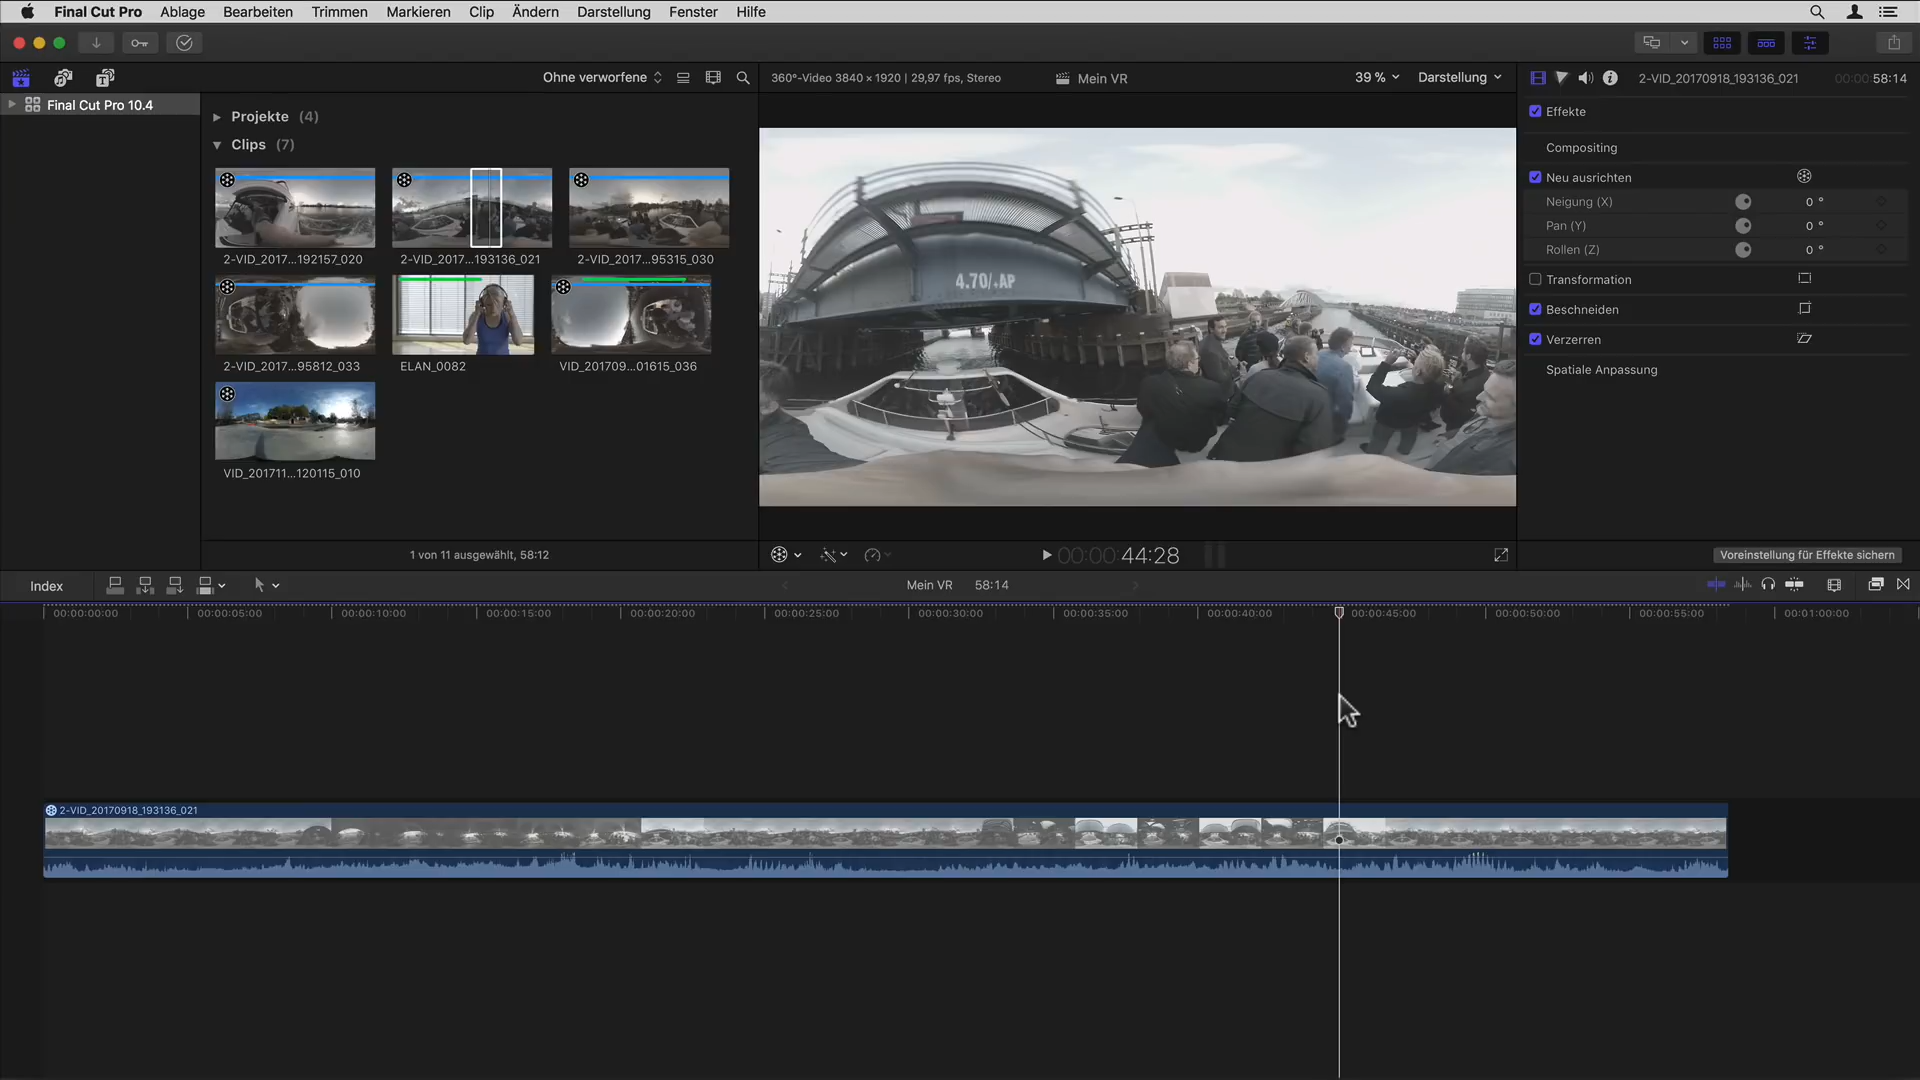 Final Cut Pro Ablage Bearbeiten Trimmen Markieren Clip Ändern Darstellung Fenster Hilfe
Ohne verworfene
360°-Video 3840 × 1920 | 29,97 fps, Stereo
Mein VR
39 %
Darstellung
2-VID_20170918_193136_021
00:00:58:14
Final Cut Pro 10.4
Projekte (4)
Clips (7)
2-VID_2017...192157_020
2-VID_2017...193136_021
2-VID_2017...95315_030
2-VID_2017...95812_033
ELAN_0082
VID_201709...01615_036
VID_201711...120115_010
4.70/.AP
Effekte
Compositing
Neu ausrichten
Neigung (X) 0 °
Pan (Y) 0 °
Rollen (Z) 0 °
Transformation
Beschneiden
Verzerren
Spatiale Anpassung
1 von 11 ausgewählt, 58:12
00:00:44:28
Voreinstellung für Effekte sichern
Index
Mein VR 58:14
00:00:00:00 00:00:05:00 00:00:10:00 00:00:15:00 00:00:20:00 00:00:25:00 00:00:30:00 00:00:35:00 00:00:40:00 00:00:45:00 00:00:50:00 00:00:55:00 00:01:00:00
2-VID_20170918_193136_021